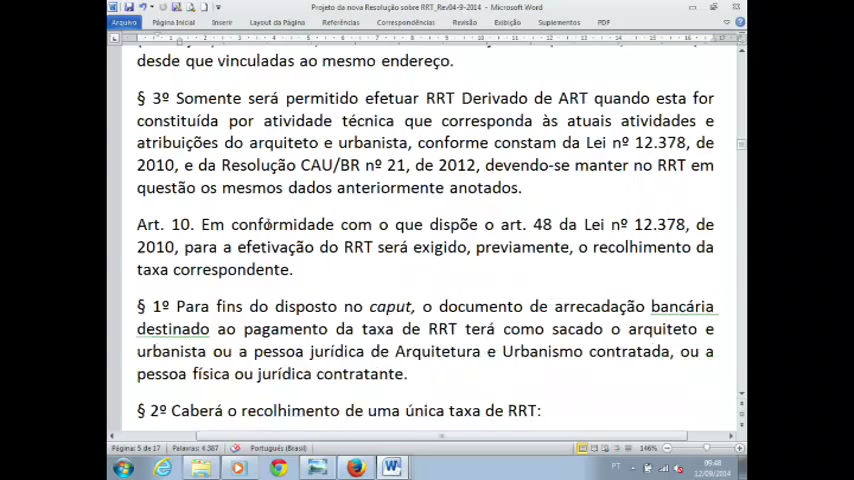 Projeto da nova Resolução sobre RRT_Rev04-9-2014 - Microsoft Word
Arquivo Página Inicial Inserir Layout da Página Referências Correspondências Revisão Exibição Suplementos PDF
desde que vinculadas ao mesmo endereço.
§ 3º Somente será permitido efetuar RRT Derivado de ART quando esta for
constituída por atividade técnica que corresponda às atuais atividades e
atribuições do arquiteto e urbanista, conforme constam da Lei nº 12.378, de
2010, e da Resolução CAU/BR nº 21, de 2012, devendo-se manter no RRT em
questão os mesmos dados anteriormente anotados.
Art. 10. Em conformidade com o que dispõe o art. 48 da Lei nº 12.378, de
2010, para a efetivação do RRT será exigido, previamente, o recolhimento da
taxa correspondente.
§ 1º Para fins do disposto no caput, o documento de arrecadação bancária
destinado ao pagamento da taxa de RRT terá como sacado o arquiteto e
urbanista ou a pessoa jurídica de Arquitetura e Urbanismo contratada, ou a
pessoa física ou jurídica contratante.
§ 2º Caberá o recolhimento de uma única taxa de RRT:
Página: 5 de 17 Palavras: 4.387 Português (Brasil) 146%
PT 09:48
12/09/2014